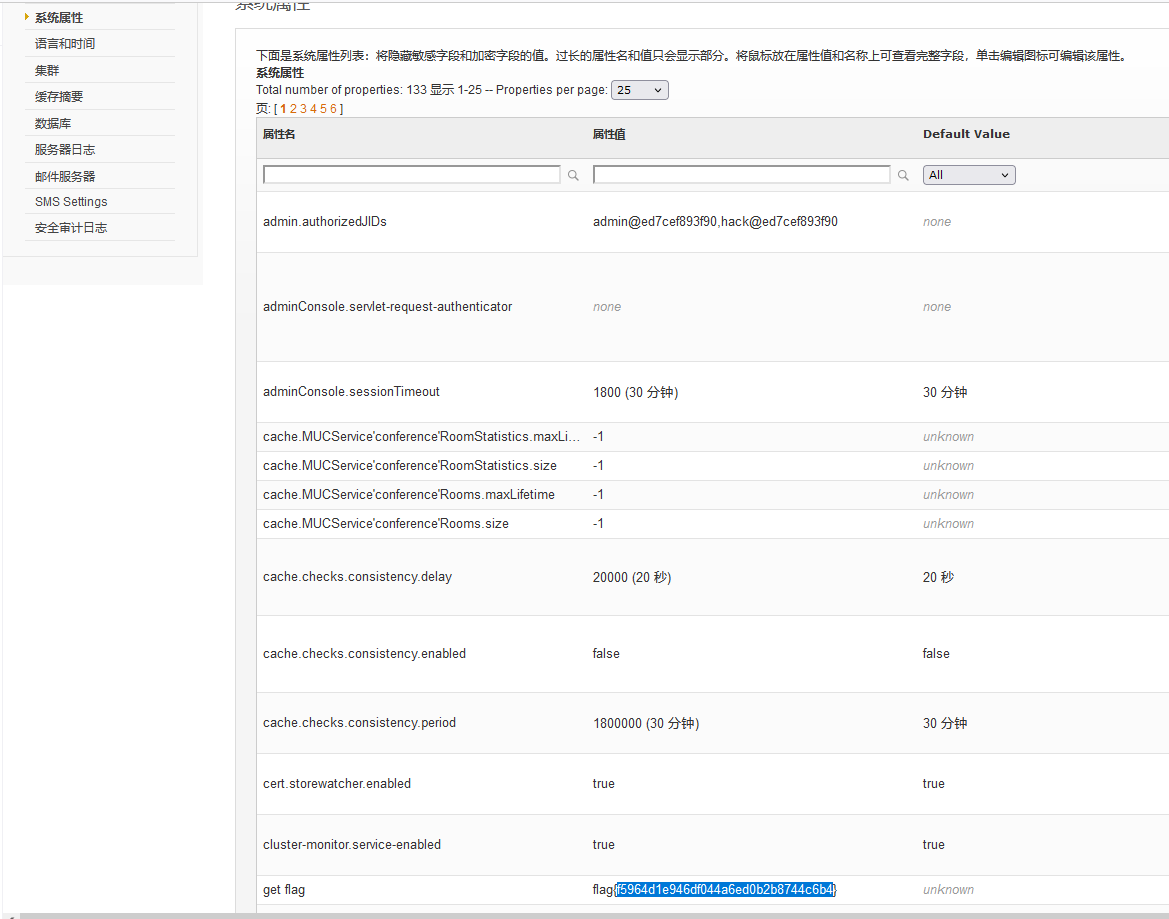 系统属性
系统属性
语言和时间
集群
缓存摘要
数据库
服务器日志
邮件服务器
SMS Settings
安全审计日志
下面是系统属性列表：将隐藏敏感字段和加密字段的值。过长的属性名和值只会显示部分。将鼠标放在属性值和名称上可查看完整字段，单击编辑图标可编辑该属性。
系统属性
Total number of properties: 133 显示 1-25 -- Properties per page: 25
页: [ 1 2 3 4 5 6 ]
属性名 属性值 Default Value
All
admin.authorizedJIDs admin@ed7cef893f90,hack@ed7cef893f90 none
adminConsole.servlet-request-authenticator none none
adminConsole.sessionTimeout 1800 (30 分钟) 30 分钟
cache.MUCService'conference'RoomStatistics.maxLi... -1 unknown
cache.MUCService'conference'RoomStatistics.size -1 unknown
cache.MUCService'conference'Rooms.maxLifetime -1 unknown
cache.MUCService'conference'Rooms.size -1 unknown
cache.checks.consistency.delay 20000 (20 秒) 20 秒
cache.checks.consistency.enabled false false
cache.checks.consistency.period 1800000 (30 分钟) 30 分钟
cert.storewatcher.enabled true true
cluster-monitor.service-enabled true true
get flag flag{f5964d1e946df044a6ed0b2b8744c6b4} unknown